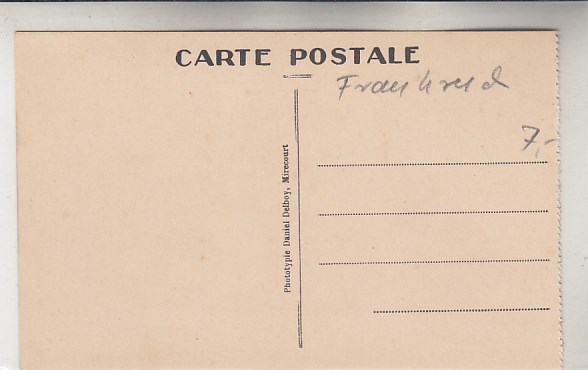 CARTE POSTALE
Frankreich
7,-
Phototypie Daniel Delboy, Mirecourt